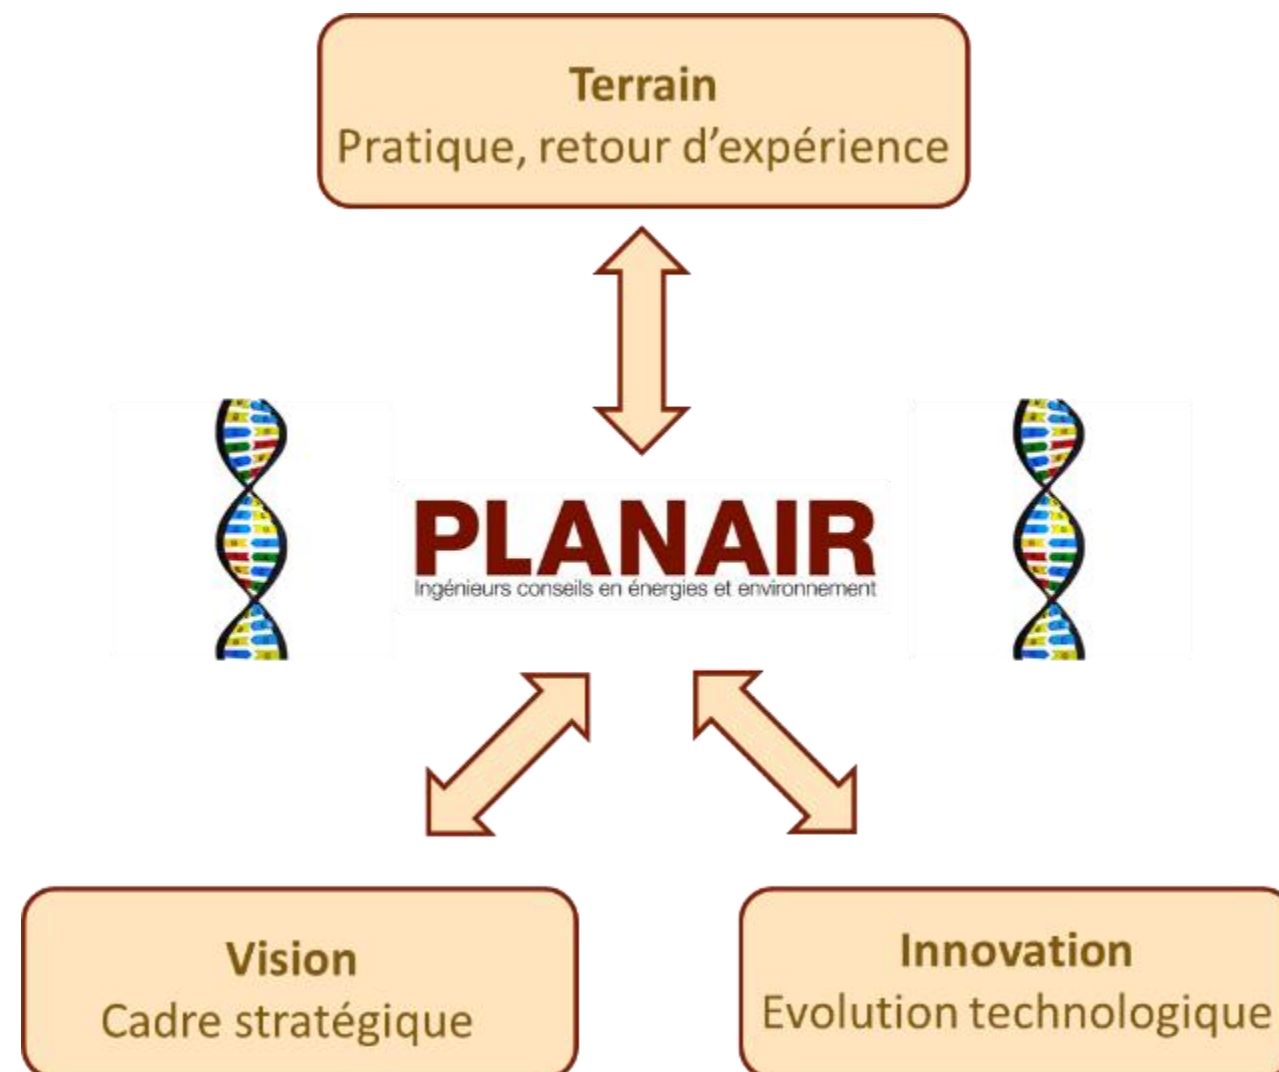 Terrain
Pratique, retour d’expérience
PLANAIR
Ingénieurs conseils en énergies et environnement
Vision
Cadre stratégique
Innovation
Evolution technologique